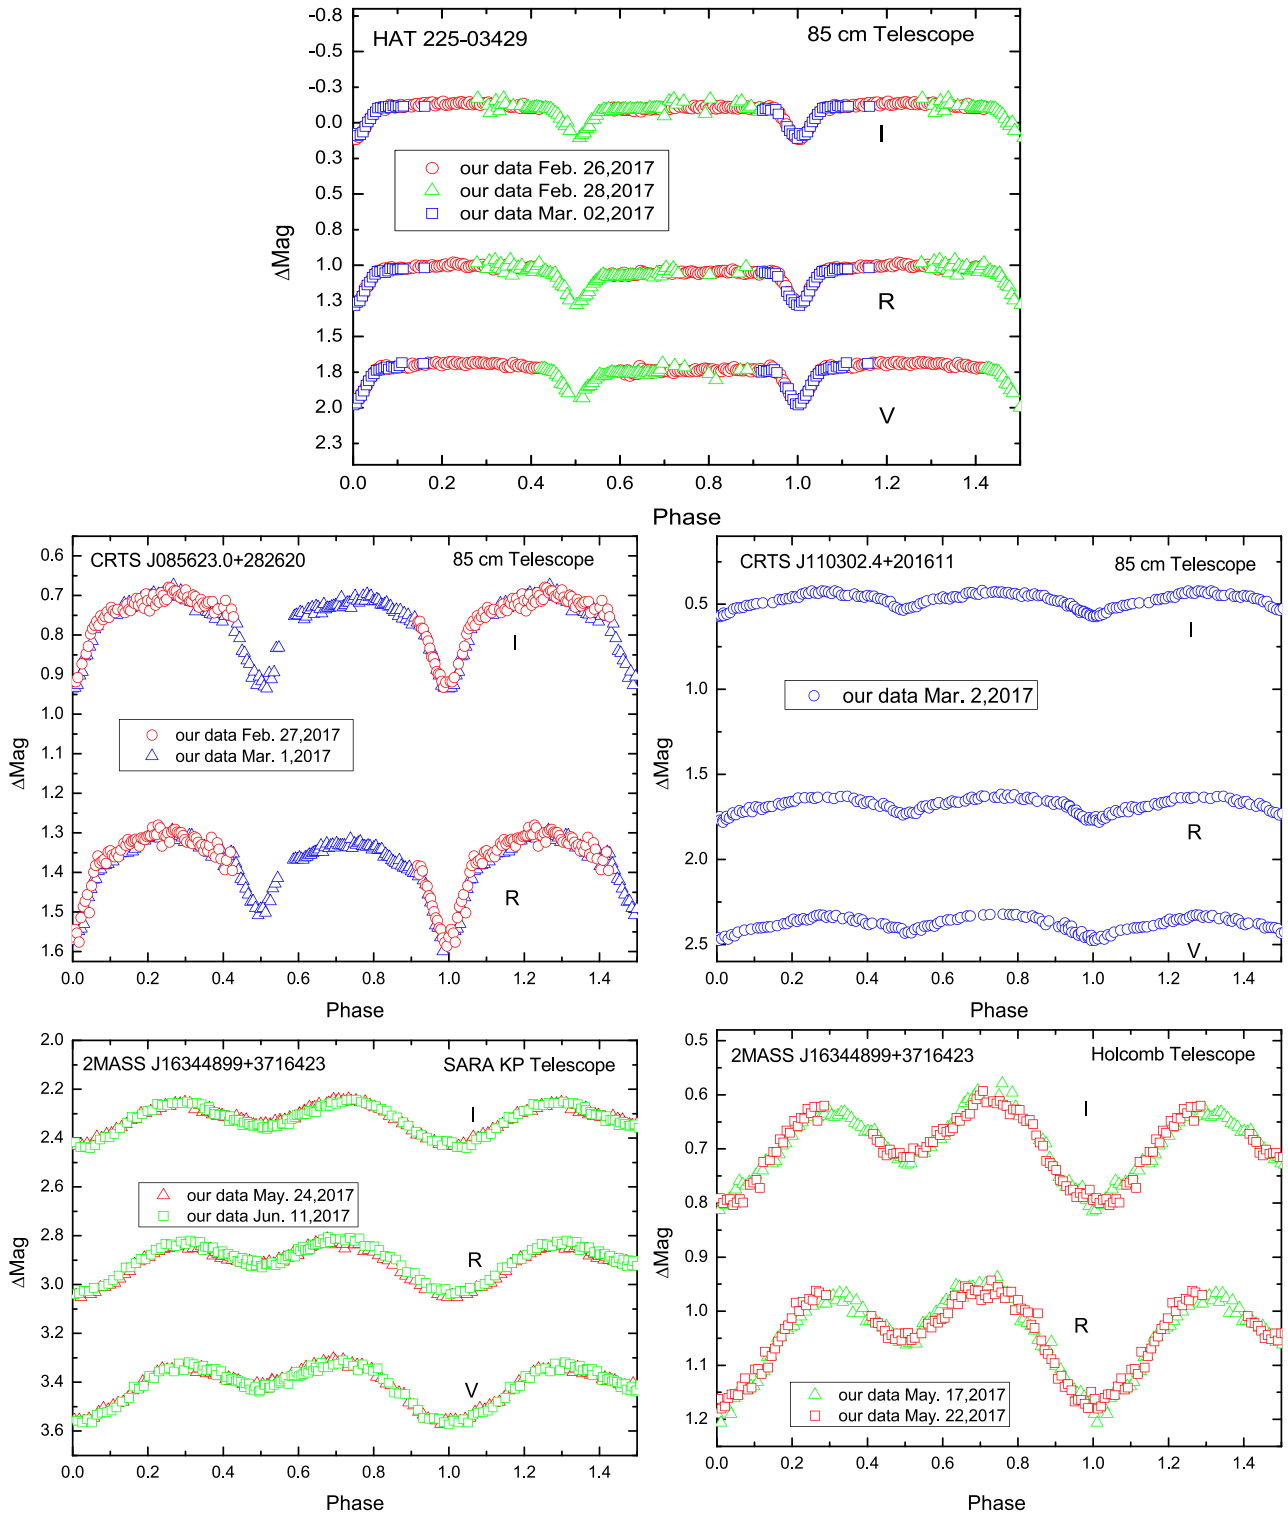 HAT 225-03429
85 cm Telescope
-0.8
-0.5
-0.3
0.0
0.3
0.5
0.8
1.0
1.3
1.5
1.8
2.0
2.3
ΔMag
I
our data Feb. 26,2017
our data Feb. 28,2017
our data Mar. 02,2017
R
V
0.0 0.2 0.4 0.6 0.8 1.0 1.2 1.4
Phase
CRTS J085623.0+282620
85 cm Telescope
0.6
0.7
0.8
0.9
1.0
1.1
1.2
1.3
1.4
1.5
1.6
ΔMag
I
our data Feb. 27,2017
our data Mar. 1,2017
R
0.0 0.2 0.4 0.6 0.8 1.0 1.2 1.4
Phase
CRTS J110302.4+201611
85 cm Telescope
0.5
1.0
1.5
2.0
2.5
ΔMag
I
our data Mar. 2,2017
R
V
0.0 0.2 0.4 0.6 0.8 1.0 1.2 1.4
Phase
2MASS J16344899+3716423
SARA KP Telescope
2.0
2.2
2.4
2.6
2.8
3.0
3.2
3.4
3.6
ΔMag
I
our data May. 24,2017
our data Jun. 11,2017
R
V
0.0 0.2 0.4 0.6 0.8 1.0 1.2 1.4
Phase
2MASS J16344899+3716423
Holcomb Telescope
0.5
0.6
0.7
0.8
0.9
1.0
1.1
1.2
ΔMag
I
R
our data May. 17,2017
our data May. 22,2017
0.0 0.2 0.4 0.6 0.8 1.0 1.2 1.4
Phase